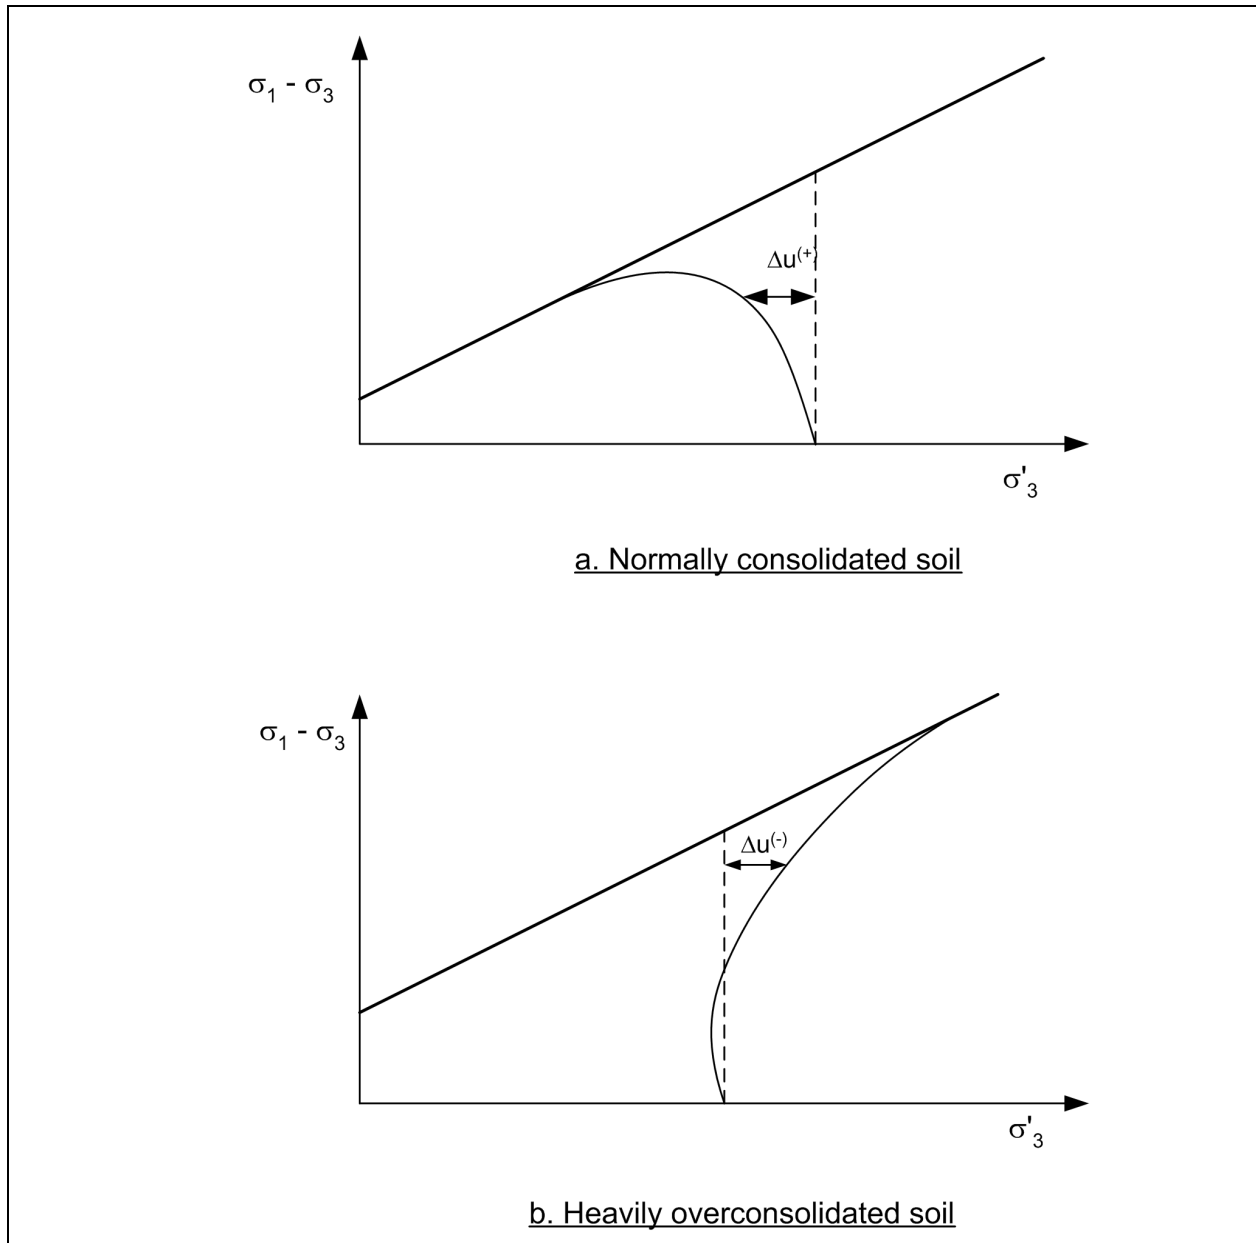 σ₁ - σ₃
Δu⁽⁺⁾
σ'₃
a. Normally consolidated soil
σ₁ - σ₃
Δu⁽⁻⁾
σ'₃
b. Heavily overconsolidated soil